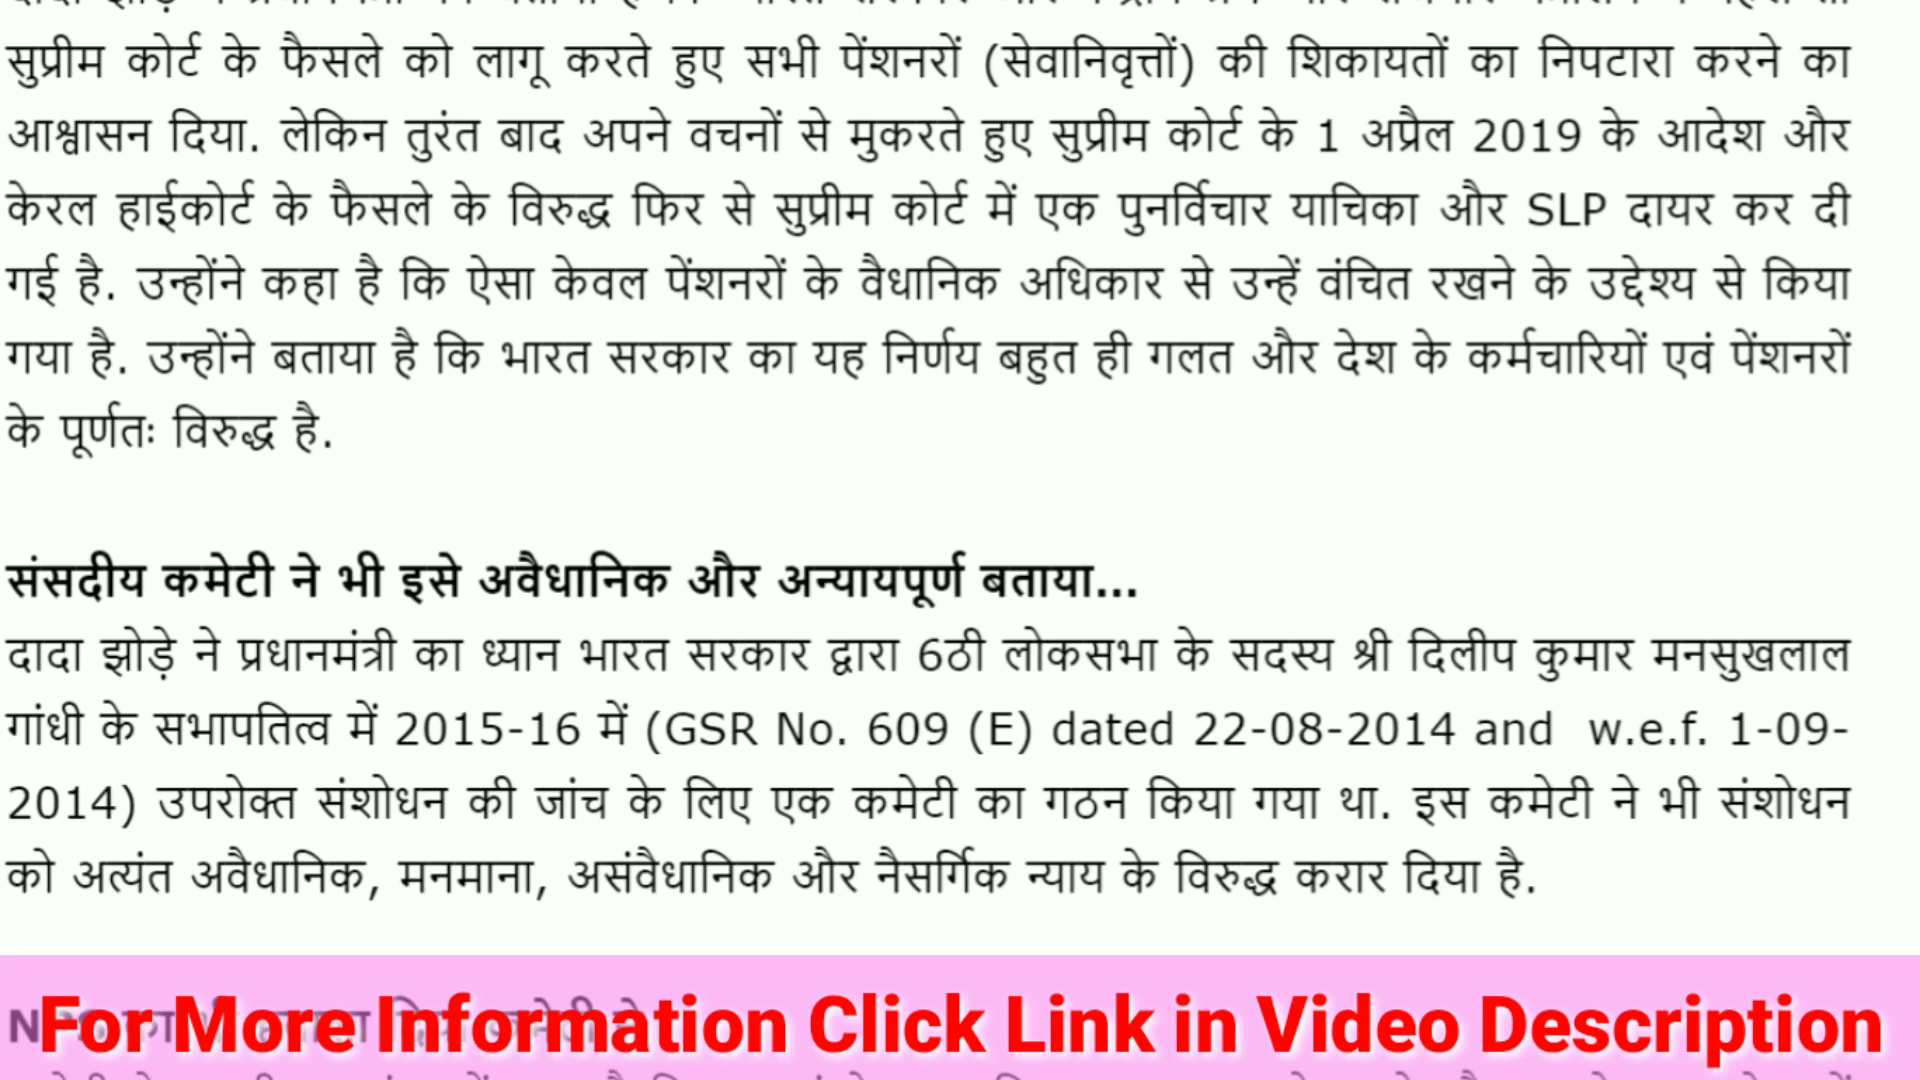 सुप्रीम कोर्ट के फैसले को लागू करते हुए सभी पेंशनरों (सेवानिवृत्तों) की शिकायतों का निपटारा करने का
आश्वासन दिया. लेकिन तुरंत बाद अपने वचनों से मुकरते हुए सुप्रीम कोर्ट के 1 अप्रैल 2019 के आदेश और
केरल हाईकोर्ट के फैसले के विरुद्ध फिर से सुप्रीम कोर्ट में एक पुनर्विचार याचिका और SLP दायर कर दी
गई है. उन्होंने कहा है कि ऐसा केवल पेंशनरों के वैधानिक अधिकार से उन्हें वंचित रखने के उद्देश्य से किया
गया है. उन्होंने बताया है कि भारत सरकार का यह निर्णय बहुत ही गलत और देश के कर्मचारियों एवं पेंशनरों
के पूर्णतः विरुद्ध है.
संसदीय कमेटी ने भी इसे अवैधानिक और अन्यायपूर्ण बताया...
दादा झोड़े ने प्रधानमंत्री का ध्यान भारत सरकार द्वारा 6ठी लोकसभा के सदस्य श्री दिलीप कुमार मनसुखलाल
गांधी के सभापतित्व में 2015-16 में (GSR No. 609 (E) dated 22-08-2014 and w.e.f. 1-09-
2014) उपरोक्त संशोधन की जांच के लिए एक कमेटी का गठन किया गया था. इस कमेटी ने भी संशोधन
को अत्यंत अवैधानिक, मनमाना, असंवैधानिक और नैसर्गिक न्याय के विरुद्ध करार दिया है.
For More Information Click Link in Video Description